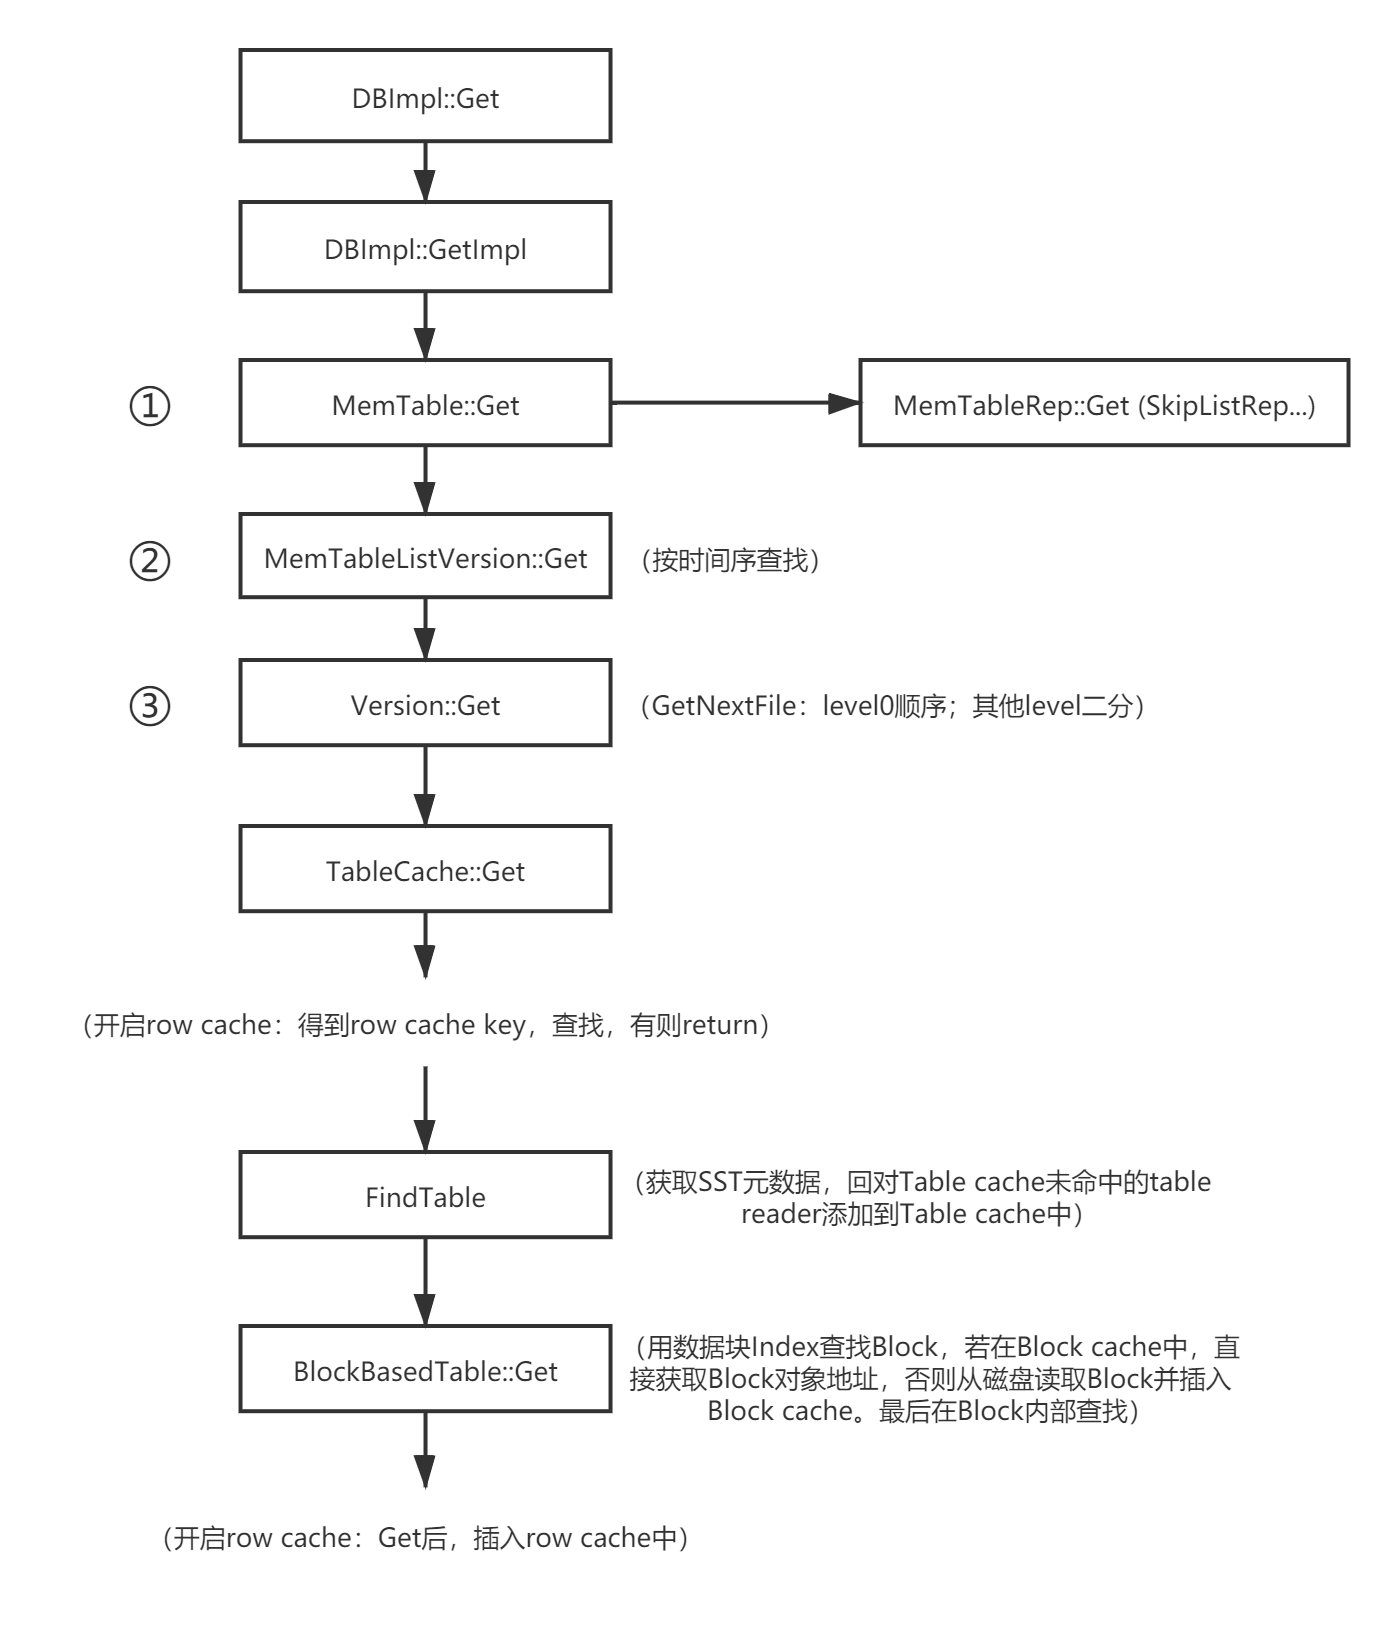 DBImpl::Get
DBImpl::GetImpl
① MemTable::Get
MemTableRep::Get (SkipListRep...)
② MemTableListVersion::Get
（按时间序查找）
③ Version::Get
（GetNextFile：level0顺序；其他level二分）
TableCache::Get
（开启row cache：得到row cache key，查找，有则return）
FindTable
（获取SST元数据，回对Table cache未命中的table
reader添加到Table cache中）
BlockBasedTable::Get
（用数据块Index查找Block，若在Block cache中，直
接获取Block对象地址，否则从磁盘读取Block并插入
Block cache。最后在Block内部查找）
（开启row cache：Get后，插入row cache中）